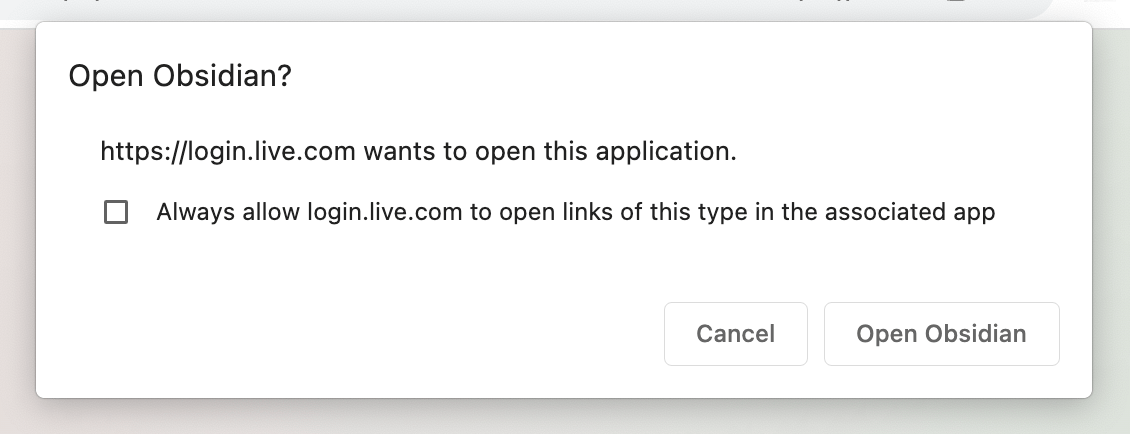 Open Obsidian?
https://login.live.com wants to open this application.
Always allow login.live.com to open links of this type in the associated app
Cancel
Open Obsidian